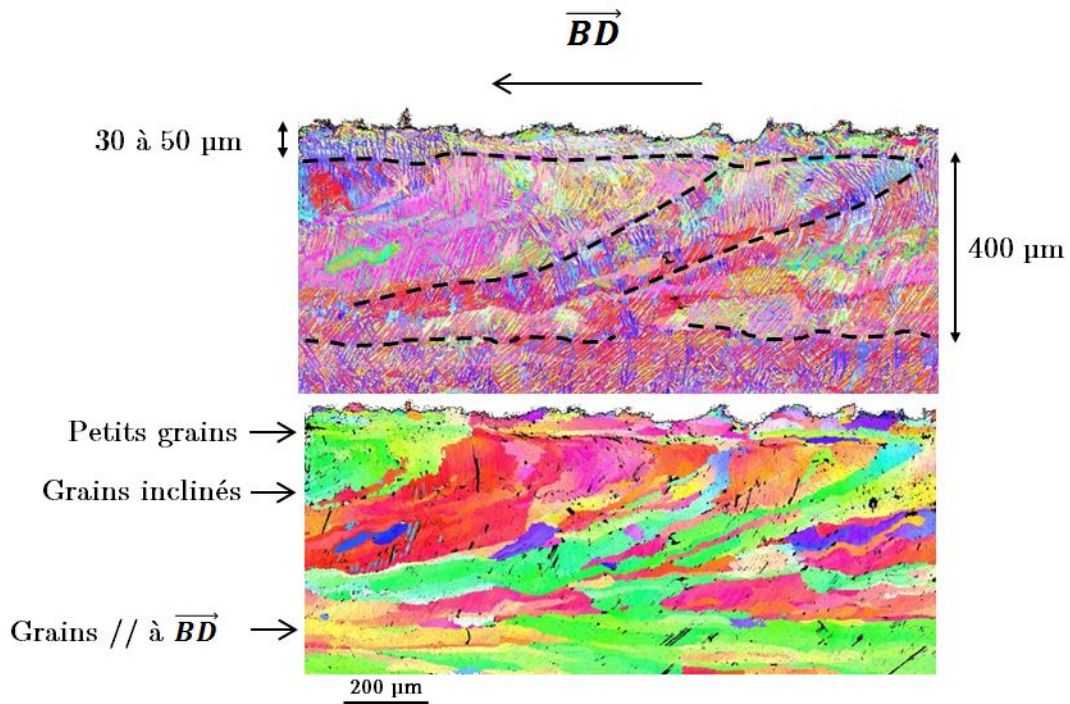 BD
30 à 50 µm
400 µm
Petits grains
Grains inclinés
Grains // à BD
200 µm